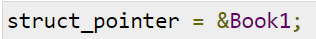 struct_pointer = &Book1;